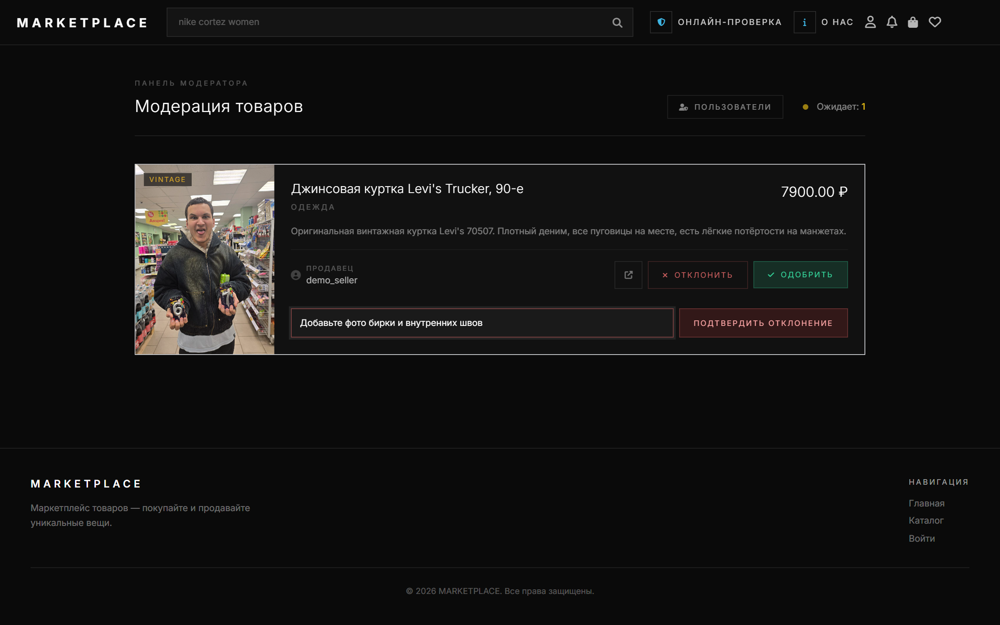 MARKETPLACE
nike cortez women
ОНЛАЙН-ПРОВЕРКА
О НАС
ПАНЕЛЬ МОДЕРАТОРА
Модерация товаров
ПОЛЬЗОВАТЕЛИ
Ожидает: 1
VINTAGE
%
Акция!
6
Джинсовая куртка Levi's Trucker, 90-е
7900.00 ₽
ОДЕЖДА
Оригинальная винтажная куртка Levi's 70507. Плотный деним, все пуговицы на месте, есть лёгкие потёртости на манжетах.
ПРОДАВЕЦ
demo_seller
ОТКЛОНИТЬ
ОДОБРИТЬ
Добавьте фото бирки и внутренних швов
ПОДТВЕРДИТЬ ОТКЛОНЕНИЕ
MARKETPLACE
Маркетплейс товаров — покупайте и продавайте
уникальные вещи.
НАВИГАЦИЯ
Главная
Каталог
Войти
© 2026 MARKETPLACE. Все права защищены.